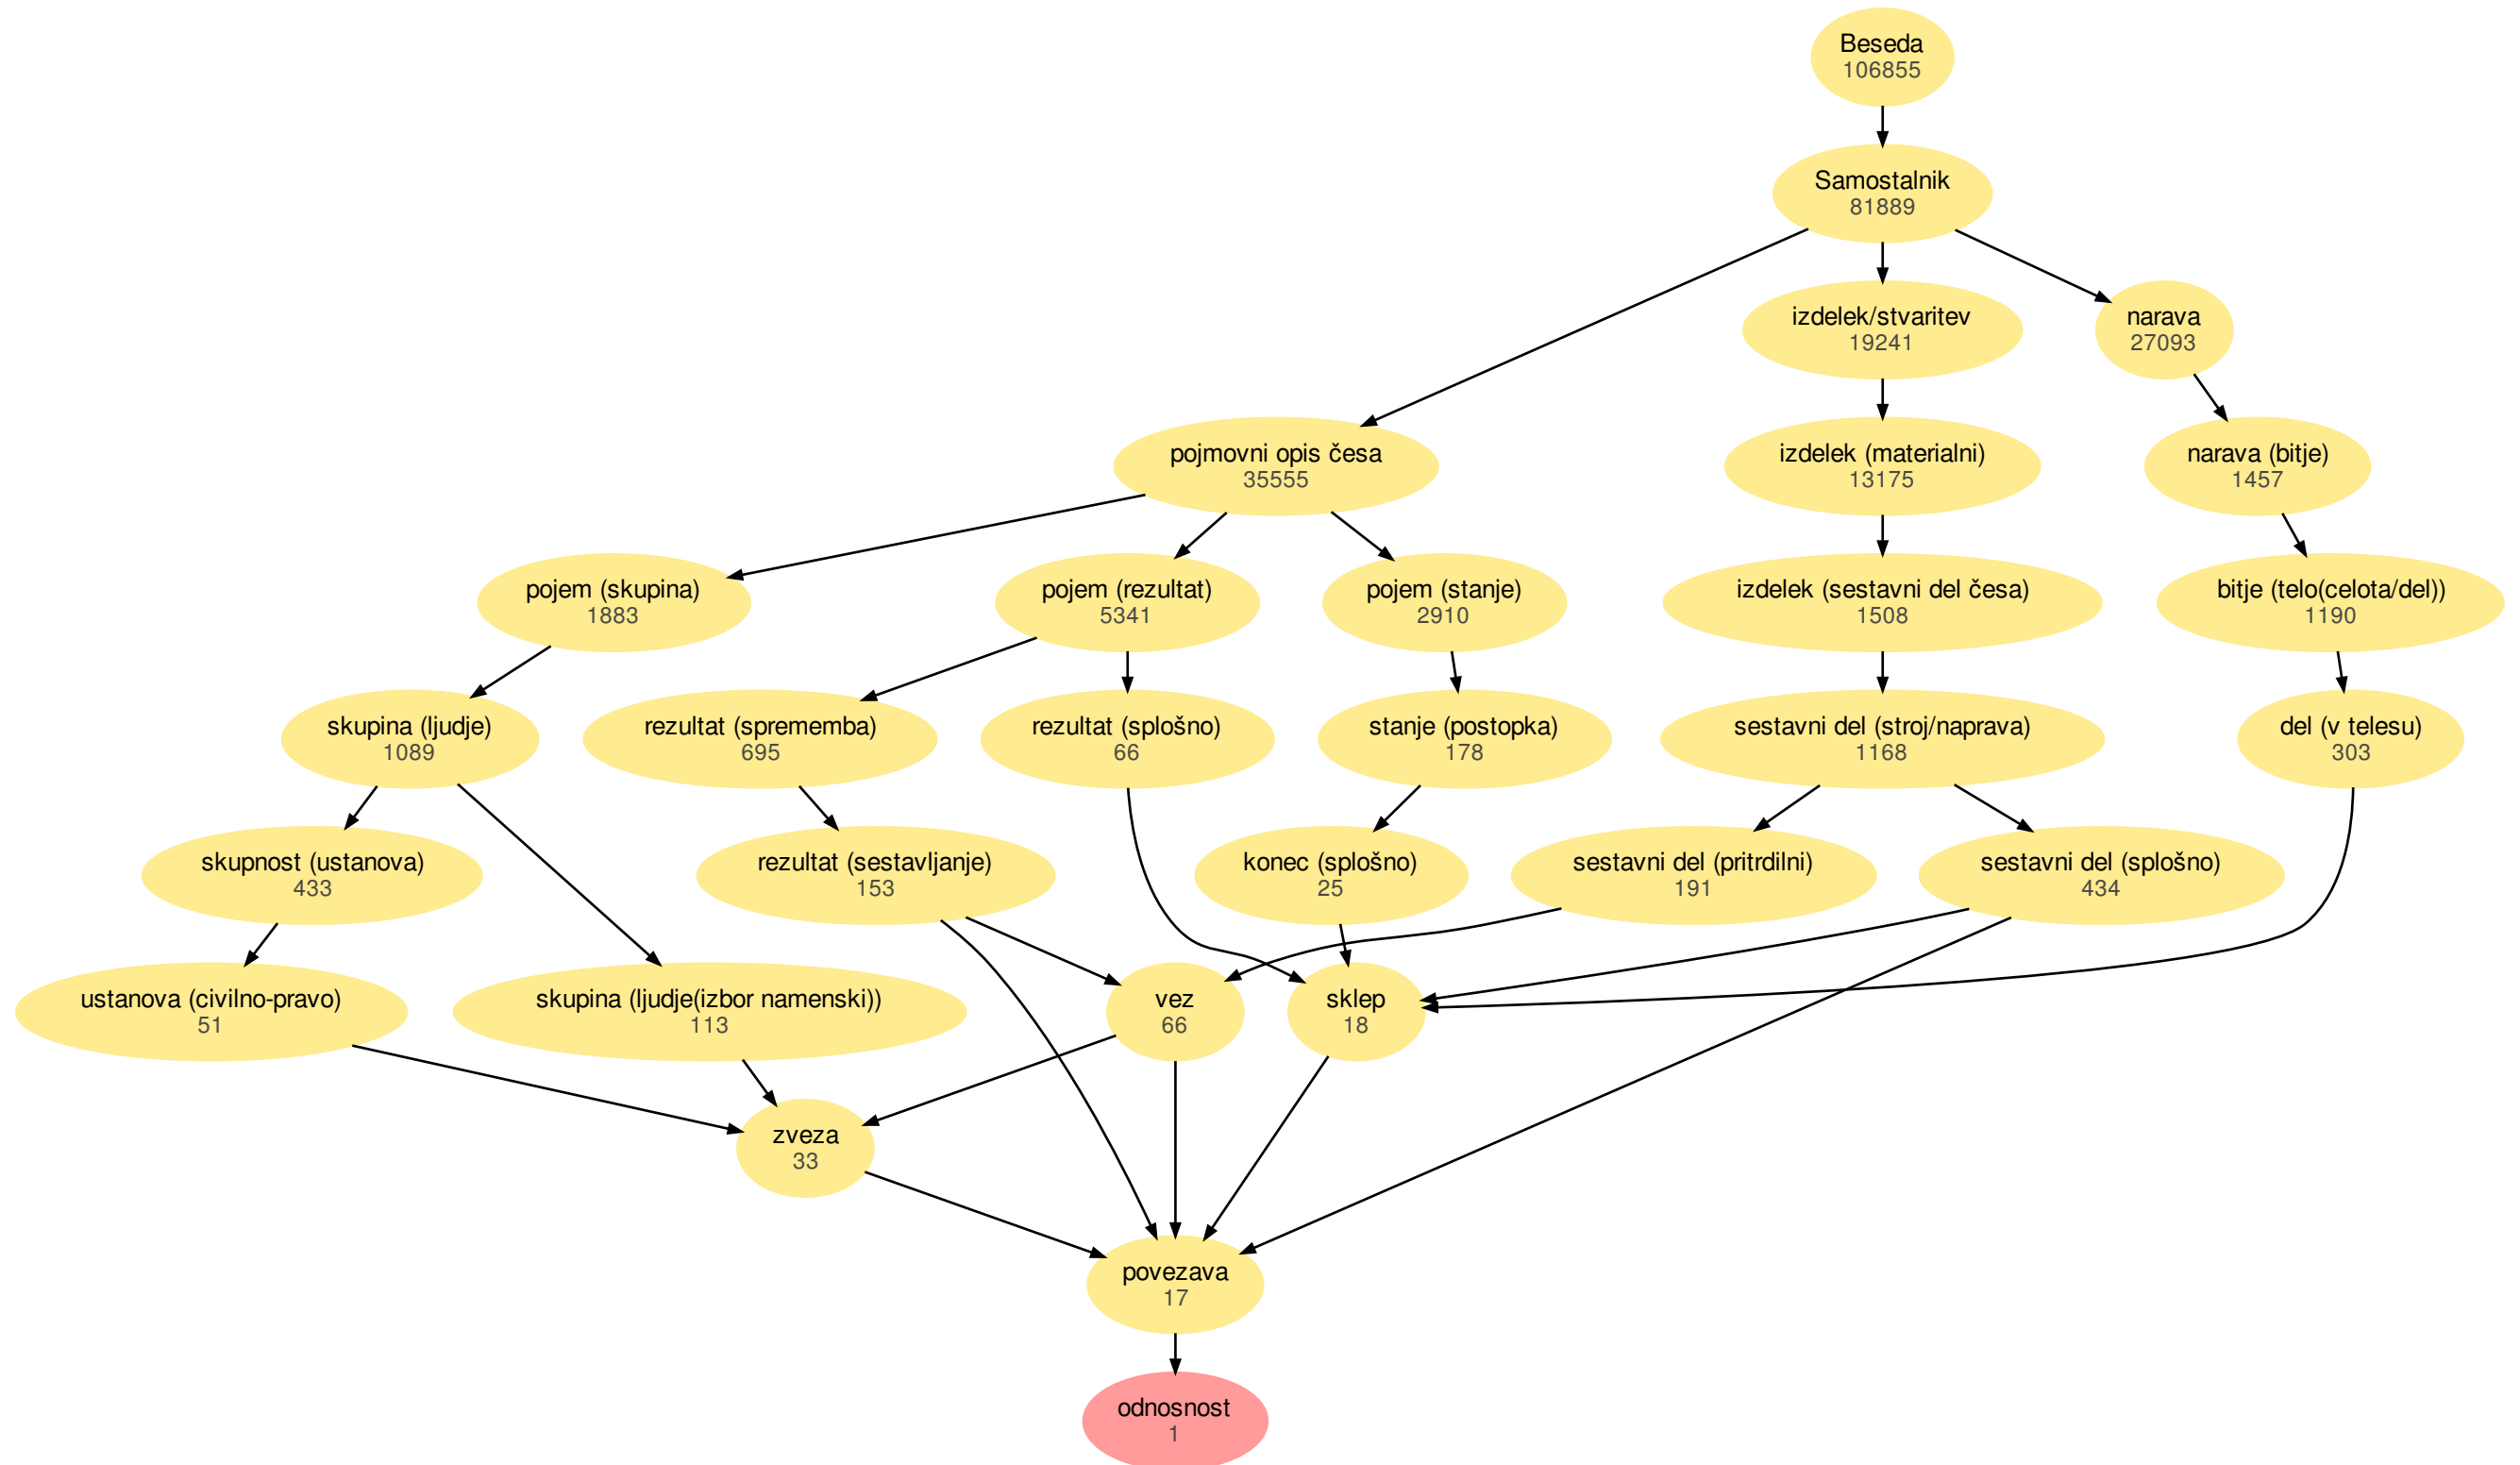 Beseda
106855
Samostalnik
81889
izdelek/stvaritev
19241
narava
27093
pojmovni opis česa
35555
izdelek (materialni)
13175
narava (bitje)
1457
pojem (skupina)
1883
pojem (rezultat)
5341
pojem (stanje)
2910
izdelek (sestavni del česa)
1508
bitje (telo(celota/del))
1190
skupina (ljudje)
1089
rezultat (sprememba)
695
rezultat (splošno)
66
stanje (postopka)
178
sestavni del (stroj/naprava)
1168
del (v telesu)
303
skupnost (ustanova)
433
rezultat (sestavljanje)
153
konec (splošno)
25
sestavni del (pritrdilni)
191
sestavni del (splošno)
434
ustanova (civilno-pravo)
51
skupina (ljudje(izbor namenski))
113
vez
66
sklep
18
zveza
33
povezava
17
odnosnost
1